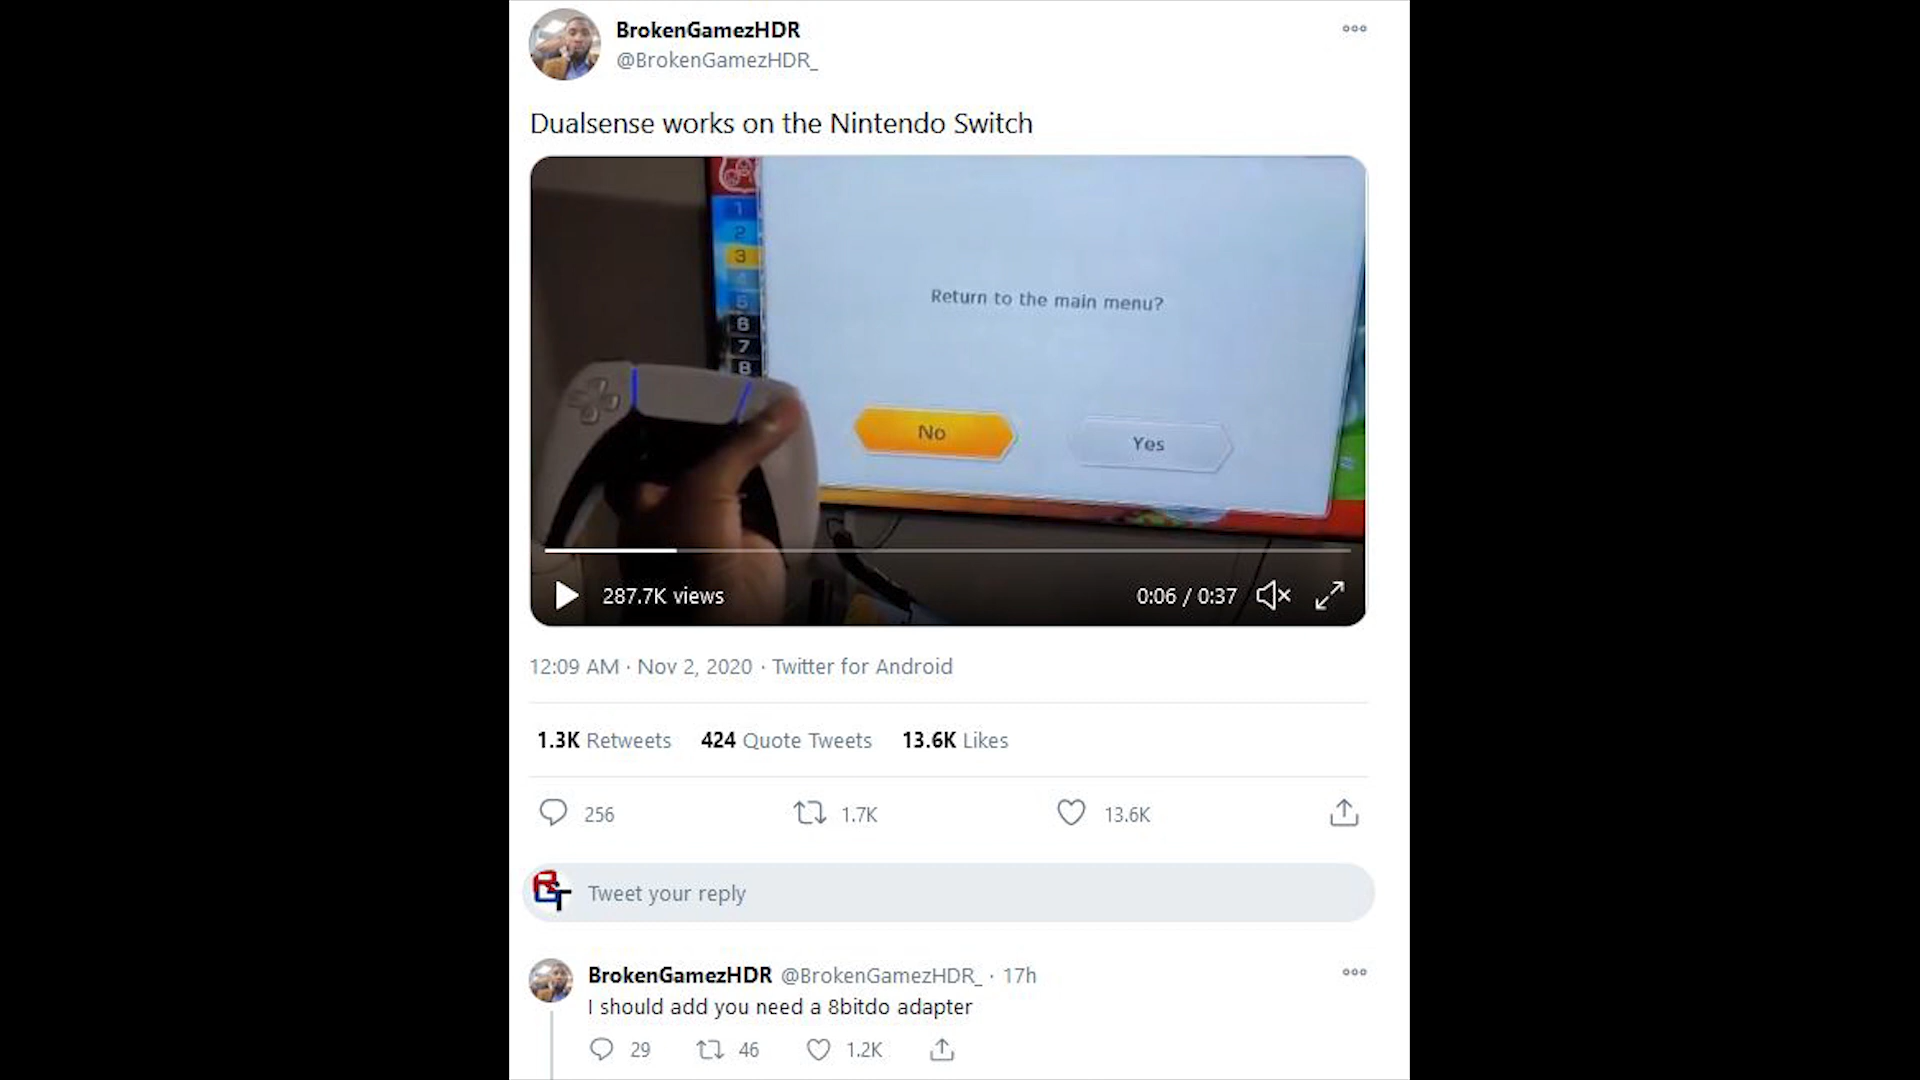 BrokenGamezHDR
@BrokenGamezHDR_
Dualsense works on the Nintendo Switch
1
2
3
4
5
6
7
8
Return to the main menu?
No Yes
287.7K views 0:06 / 0:37
12:09 AM · Nov 2, 2020 · Twitter for Android
1.3K Retweets 424 Quote Tweets 13.6K Likes
256 1.7K 13.6K
Tweet your reply
BrokenGamezHDR @BrokenGamezHDR_ · 17h
I should add you need a 8bitdo adapter
29 46 1.2K